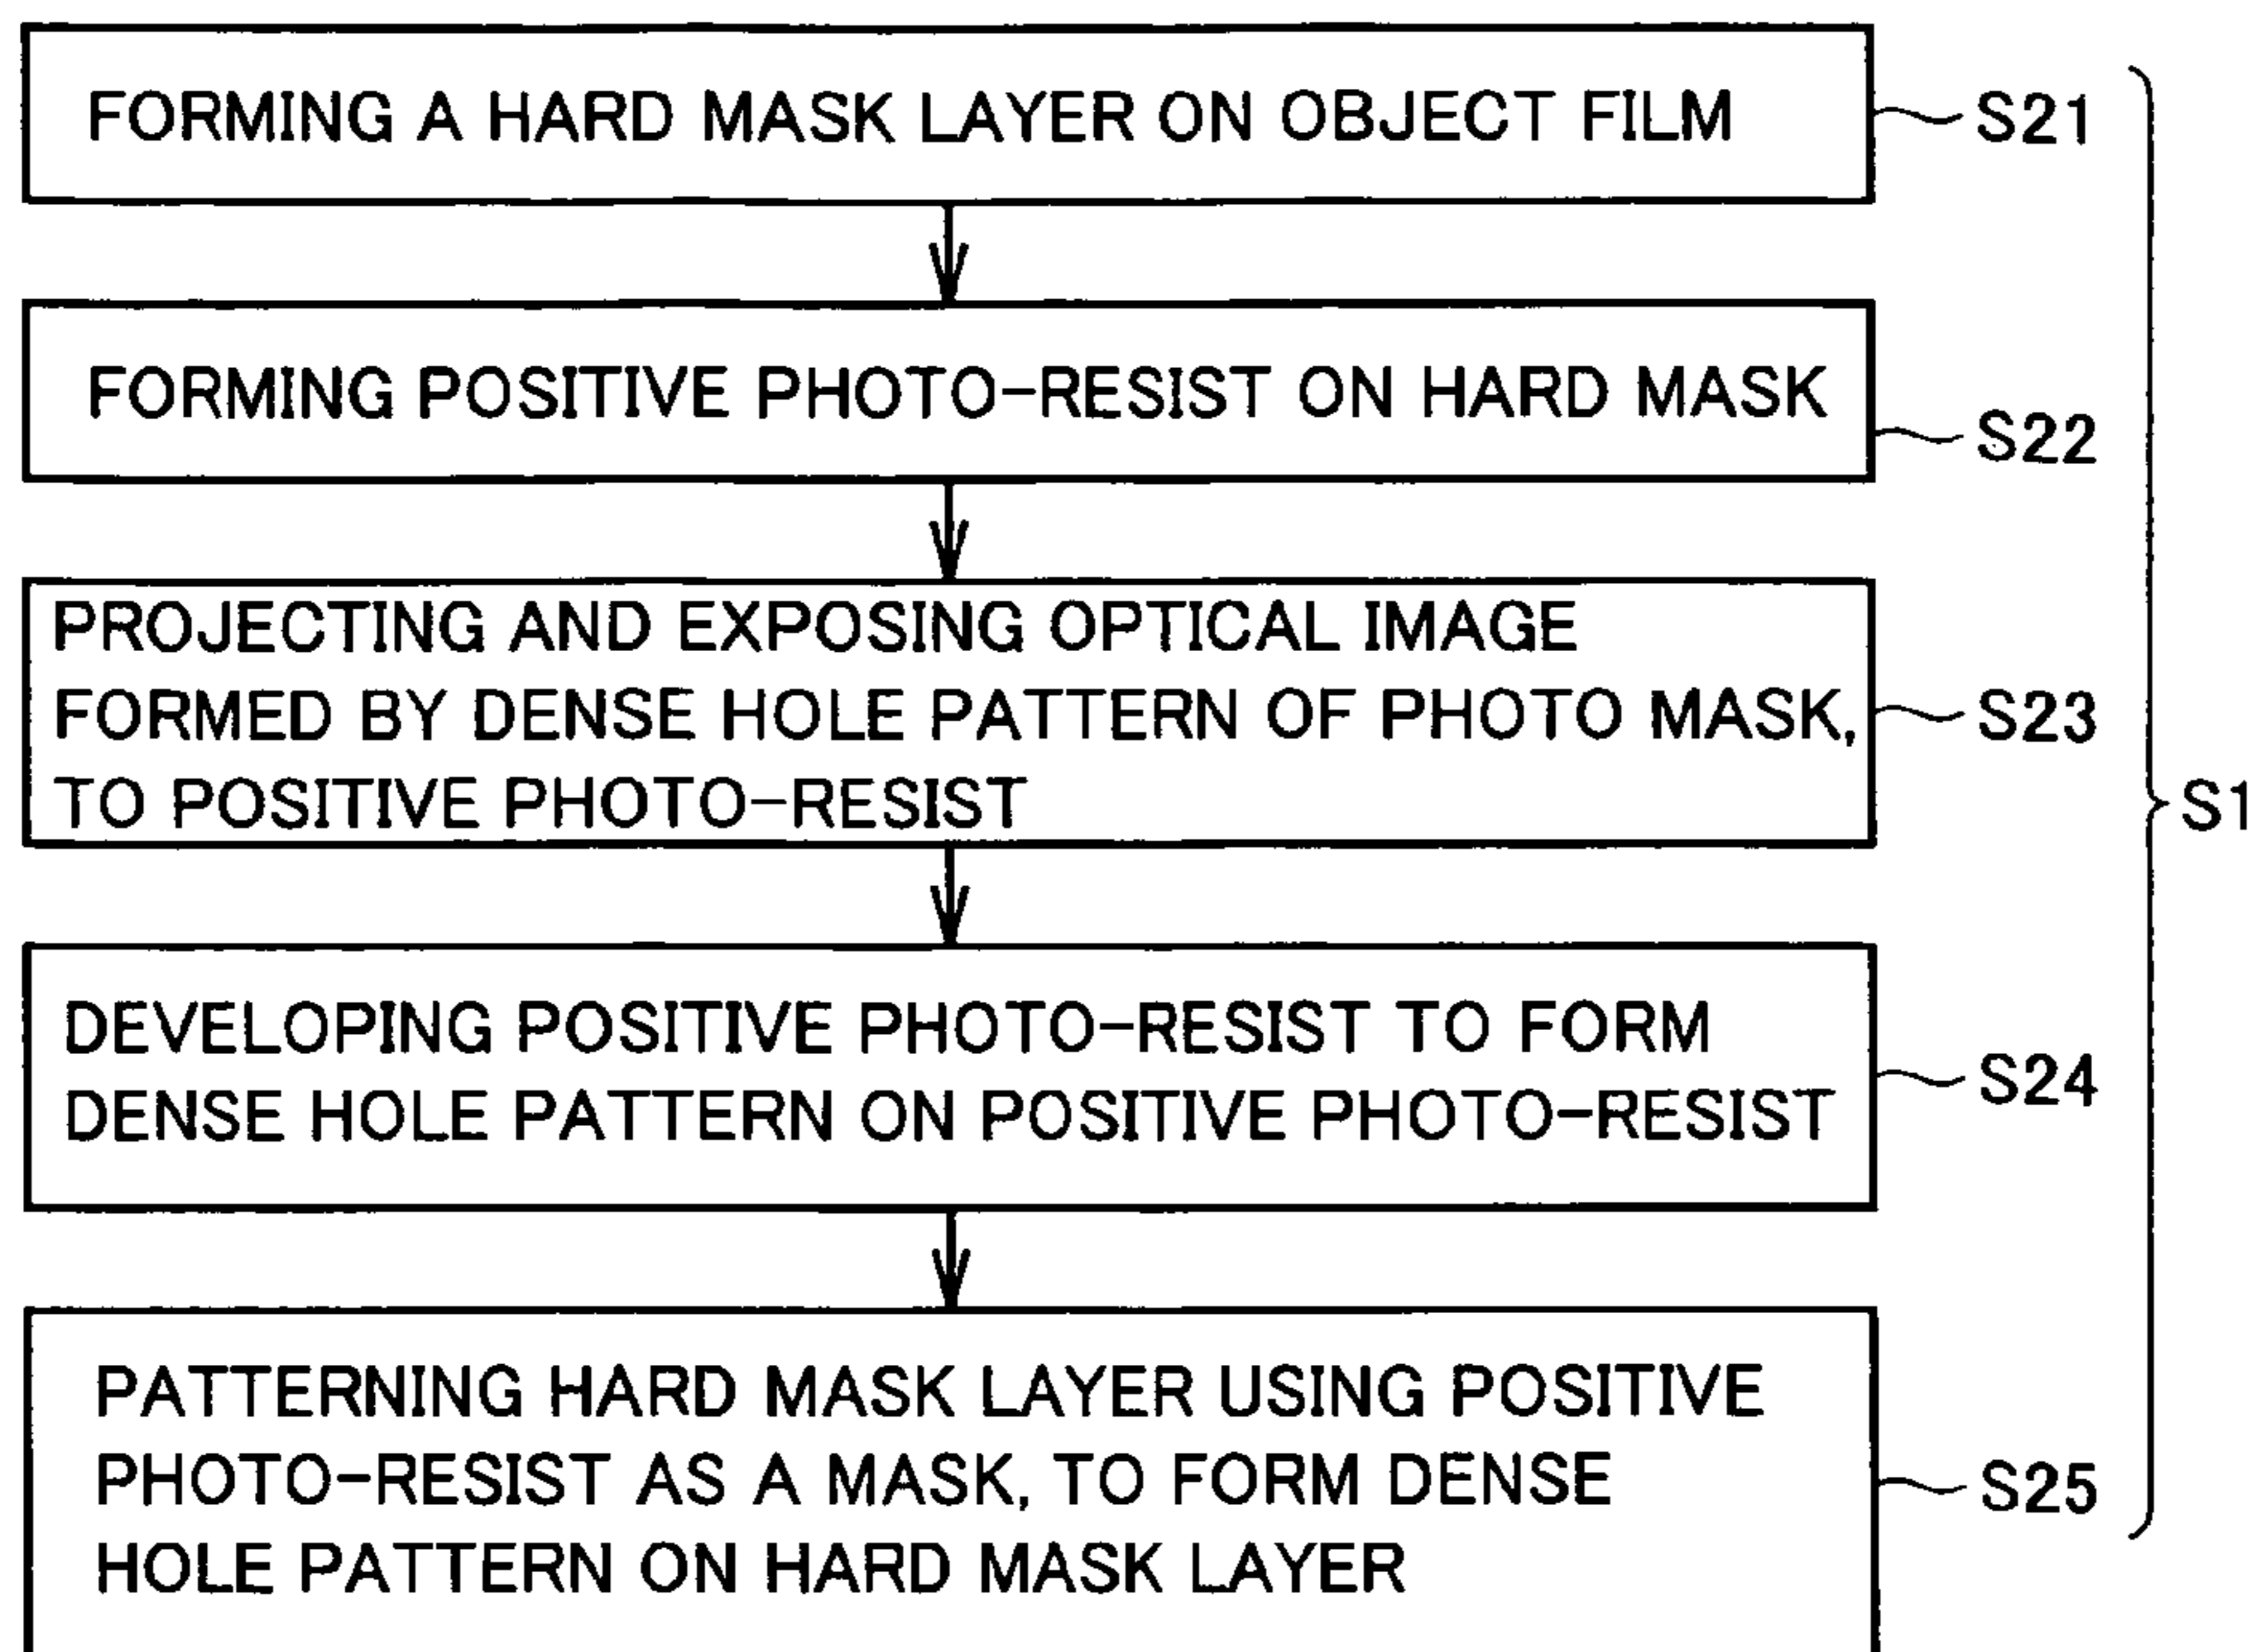 FORMING A HARD MASK LAYER ON OBJECT FILM
S21
FORMING POSITIVE PHOTO-RESIST ON HARD MASK
S22
PROJECTING AND EXPOSING OPTICAL IMAGE
FORMED BY DENSE HOLE PATTERN OF PHOTO MASK,
TO POSITIVE PHOTO-RESIST
S23
S1
DEVELOPING POSITIVE PHOTO-RESIST TO FORM
DENSE HOLE PATTERN ON POSITIVE PHOTO-RESIST
S24
PATTERNING HARD MASK LAYER USING POSITIVE
PHOTO-RESIST AS A MASK, TO FORM DENSE
HOLE PATTERN ON HARD MASK LAYER
S25